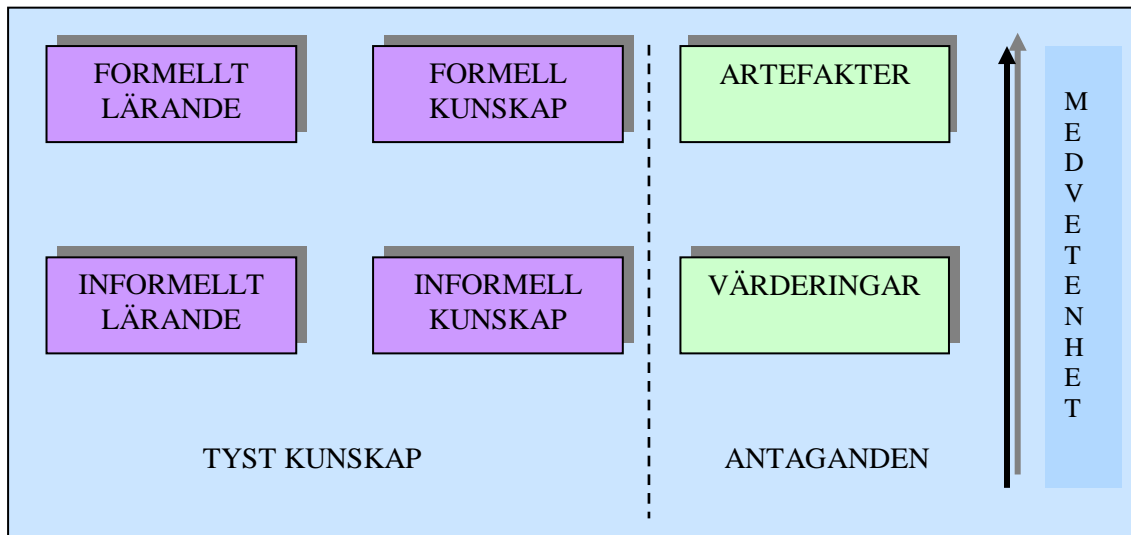 FORMELLT
LÄRANDE
FORMELL
KUNSKAP
ARTEFAKTER
INFORMELLT
LÄRANDE
INFORMELL
KUNSKAP
VÄRDERINGAR
TYST KUNSKAP
ANTAGANDEN
M
E
D
V
E
T
E
N
H
E
T